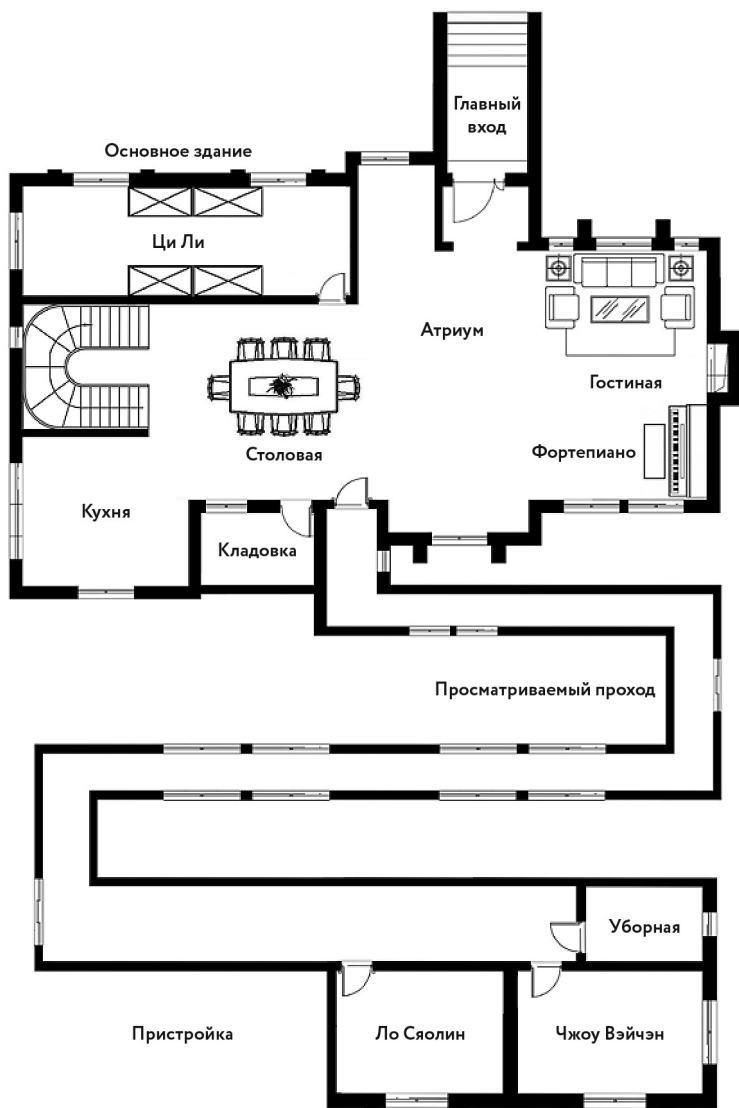 Главный
вход
Основное здание
Ци Ли
Атриум
Гостиная
Столовая
Фортепиано
Кухня
Кладовка
Просматриваемый проход
Уборная
Пристройка
Ло Сяолин
Чжоу Вэйчэн